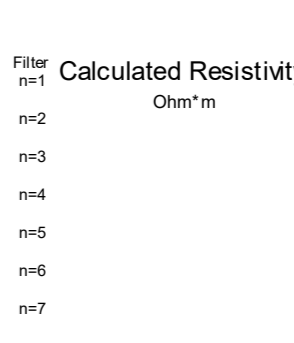 Filter
Calculated Resistivit
n=1
Ohm*m
n=2
n=3
n=4
n=5
n=6
n=7